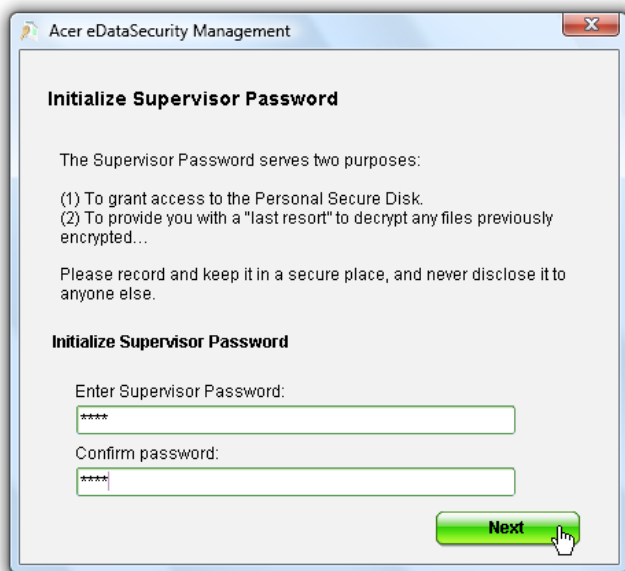 Acer eDataSecurity Management
Initialize Supervisor Password
The Supervisor Password serves two purposes:
(1) To grant access to the Personal Secure Disk.
(2) To provide you with a "last resort" to decrypt any files previously
encrypted...
Please record and keep it in a secure place, and never disclose it to
anyone else.
Initialize Supervisor Password
Enter Supervisor Password:
****
Confirm password:
****
Next